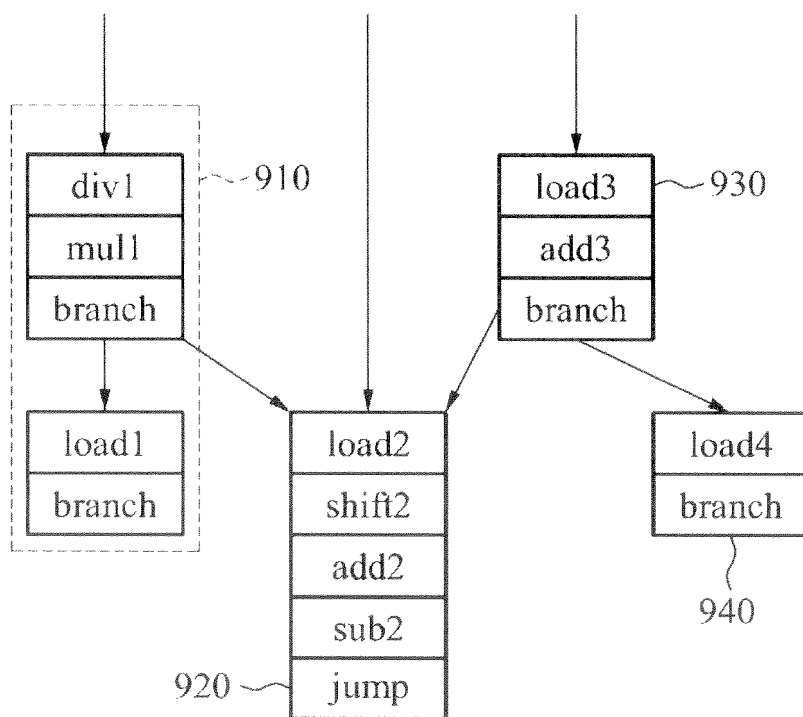 div1
mul1
branch
910
load1
branch
load2
shift2
add2
sub2
jump
920
load3
add3
branch
930
load4
branch
940